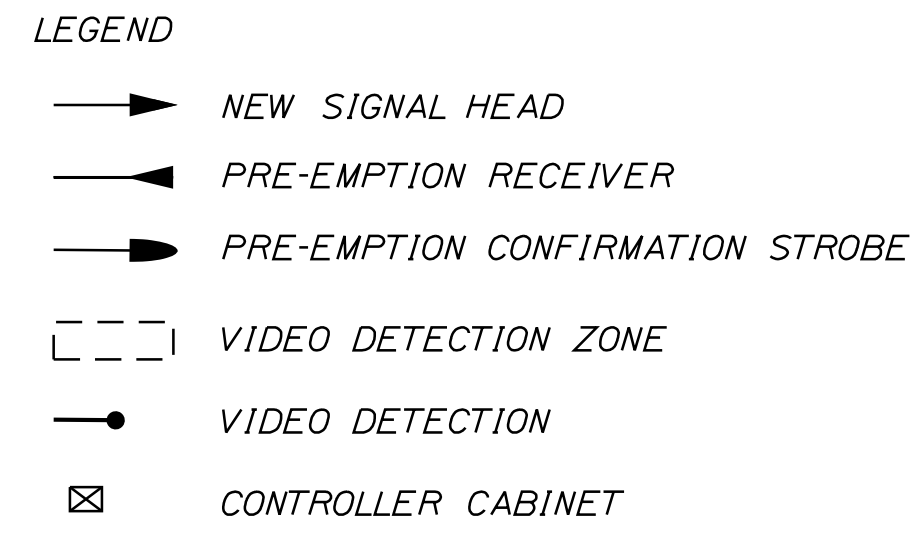 LEGEND
NEW SIGNAL HEAD
PRE-EMPTION RECEIVER
PRE-EMPTION CONFIRMATION STROBE
VIDEO DETECTION ZONE
VIDEO DETECTION
CONTROLLER CABINET